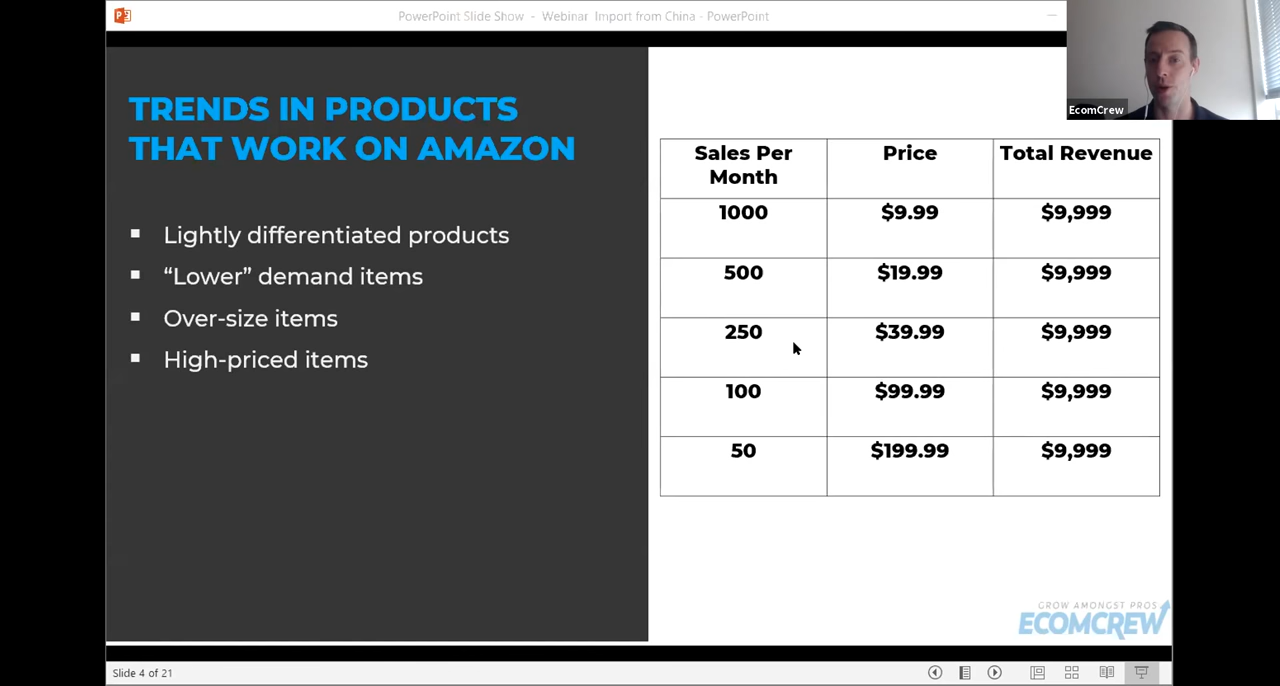 PowerPoint Slide Show - Webinar Import from China - PowerPoint
EcomCrew
TRENDS IN PRODUCTS
THAT WORK ON AMAZON
▪ Lightly differentiated products
▪ “Lower” demand items
▪ Over-size items
▪ High-priced items
Sales Per Month Price Total Revenue
1000 $9.99 $9,999
500 $19.99 $9,999
250 $39.99 $9,999
100 $99.99 $9,999
50 $199.99 $9,999
GROW AMONGST PROS
ECOMCREW
Slide 4 of 21